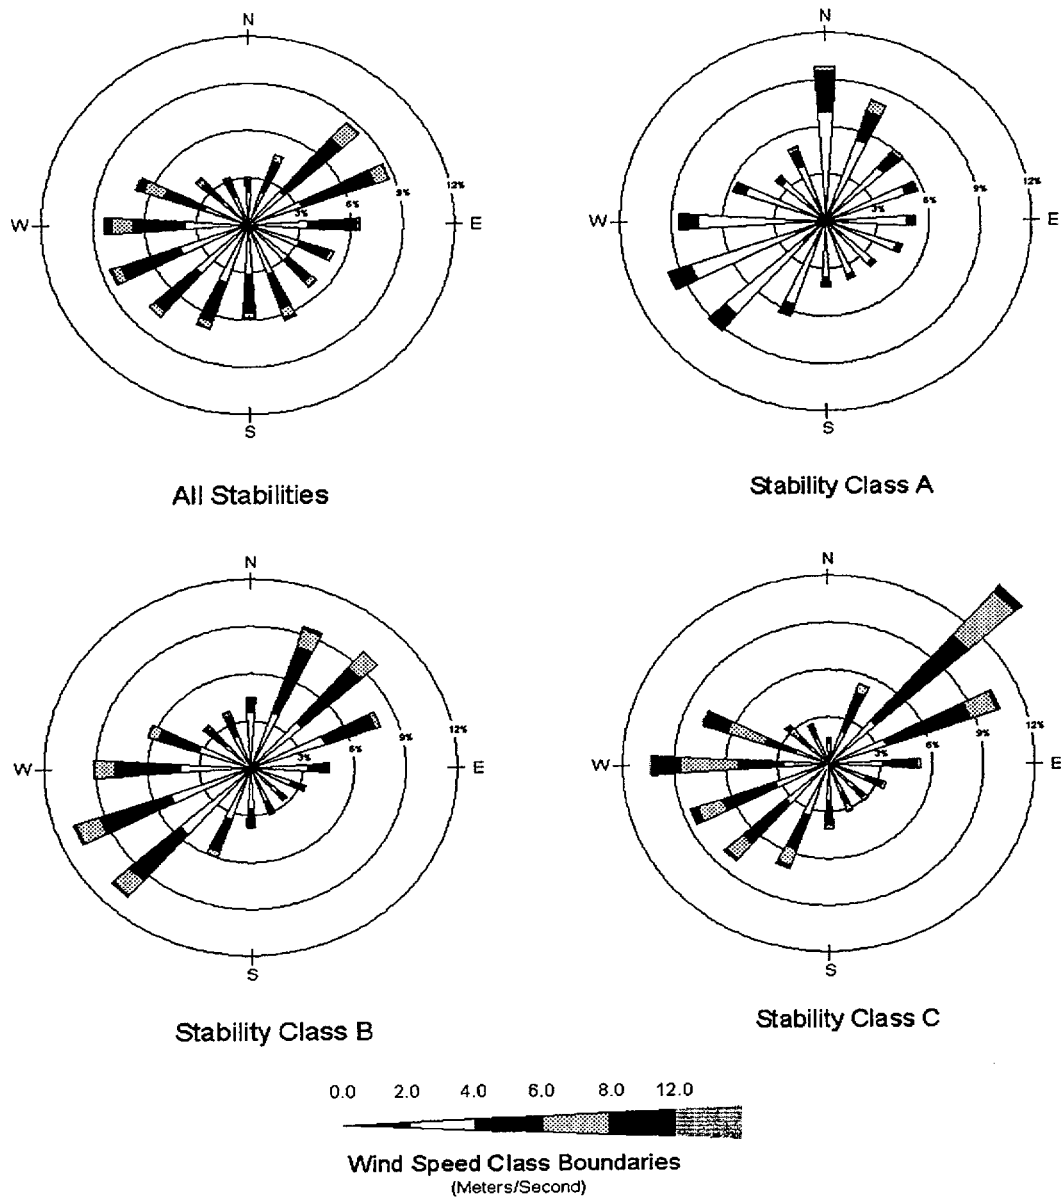 N
N
12%
9%
6%
3%
W
E
S
All Stabilities
12%
9%
6%
3%
W
E
S
Stability Class A
N
N
12%
9%
6%
3%
W
E
S
Stability Class B
12%
9%
6%
3%
W
E
S
Stability Class C
0.0 2.0 4.0 6.0 8.0 12.0
Wind Speed Class Boundaries
(Meters/Second)